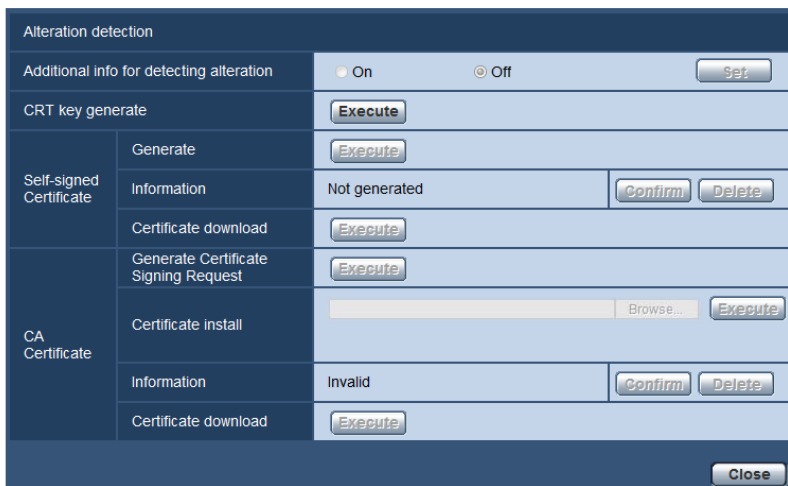 Alteration detection
Additional info for detecting alteration
On
Off
Set
CRT key generate
Execute
Self-signed
Certificate
Generate
Execute
Information
Not generated
Confirm
Delete
Certificate download
Execute
CA
Certificate
Generate Certificate
Signing Request
Execute
Certificate install
Browse...
Execute
Information
Invalid
Confirm
Delete
Certificate download
Execute
Close